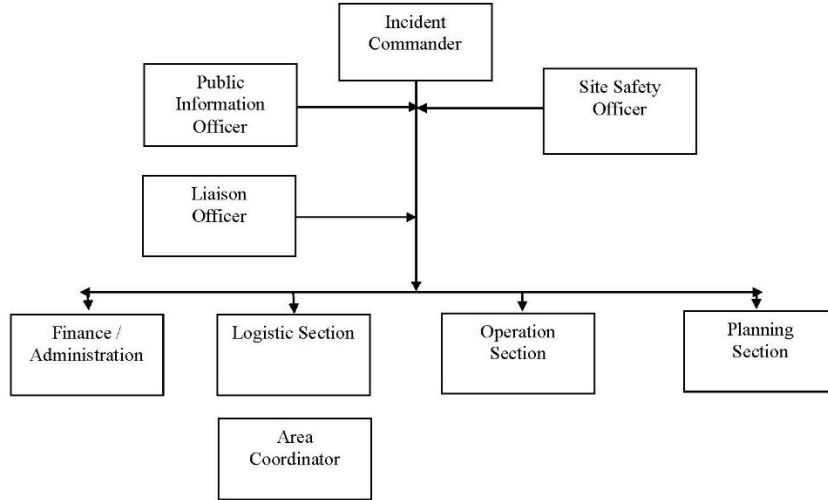 Incident
Commander
Public
Information
Officer
Site Safety
Officer
Liaison
Officer
Finance /
Administration
Logistic Section
Operation
Section
Planning
Section
Area
Coordinator